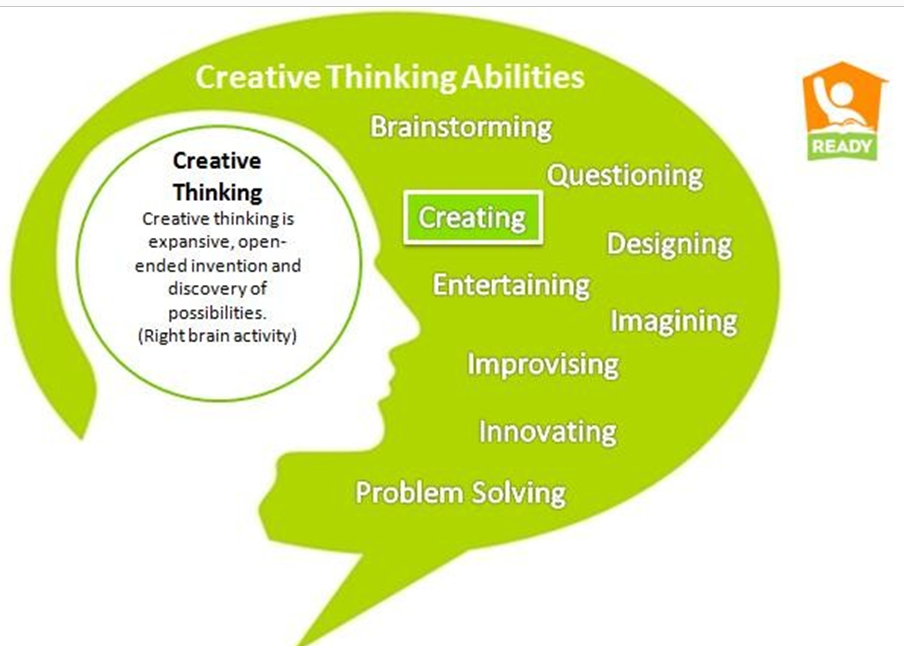 Creative Thinking Abilities
Brainstorming
Questioning
Creating
Designing
Entertaining
Imagining
Improvising
Innovating
Problem Solving
Creative
Thinking
Creative thinking is
expansive, open-
ended invention and
discovery of
possibilities.
(Right brain activity)
READY